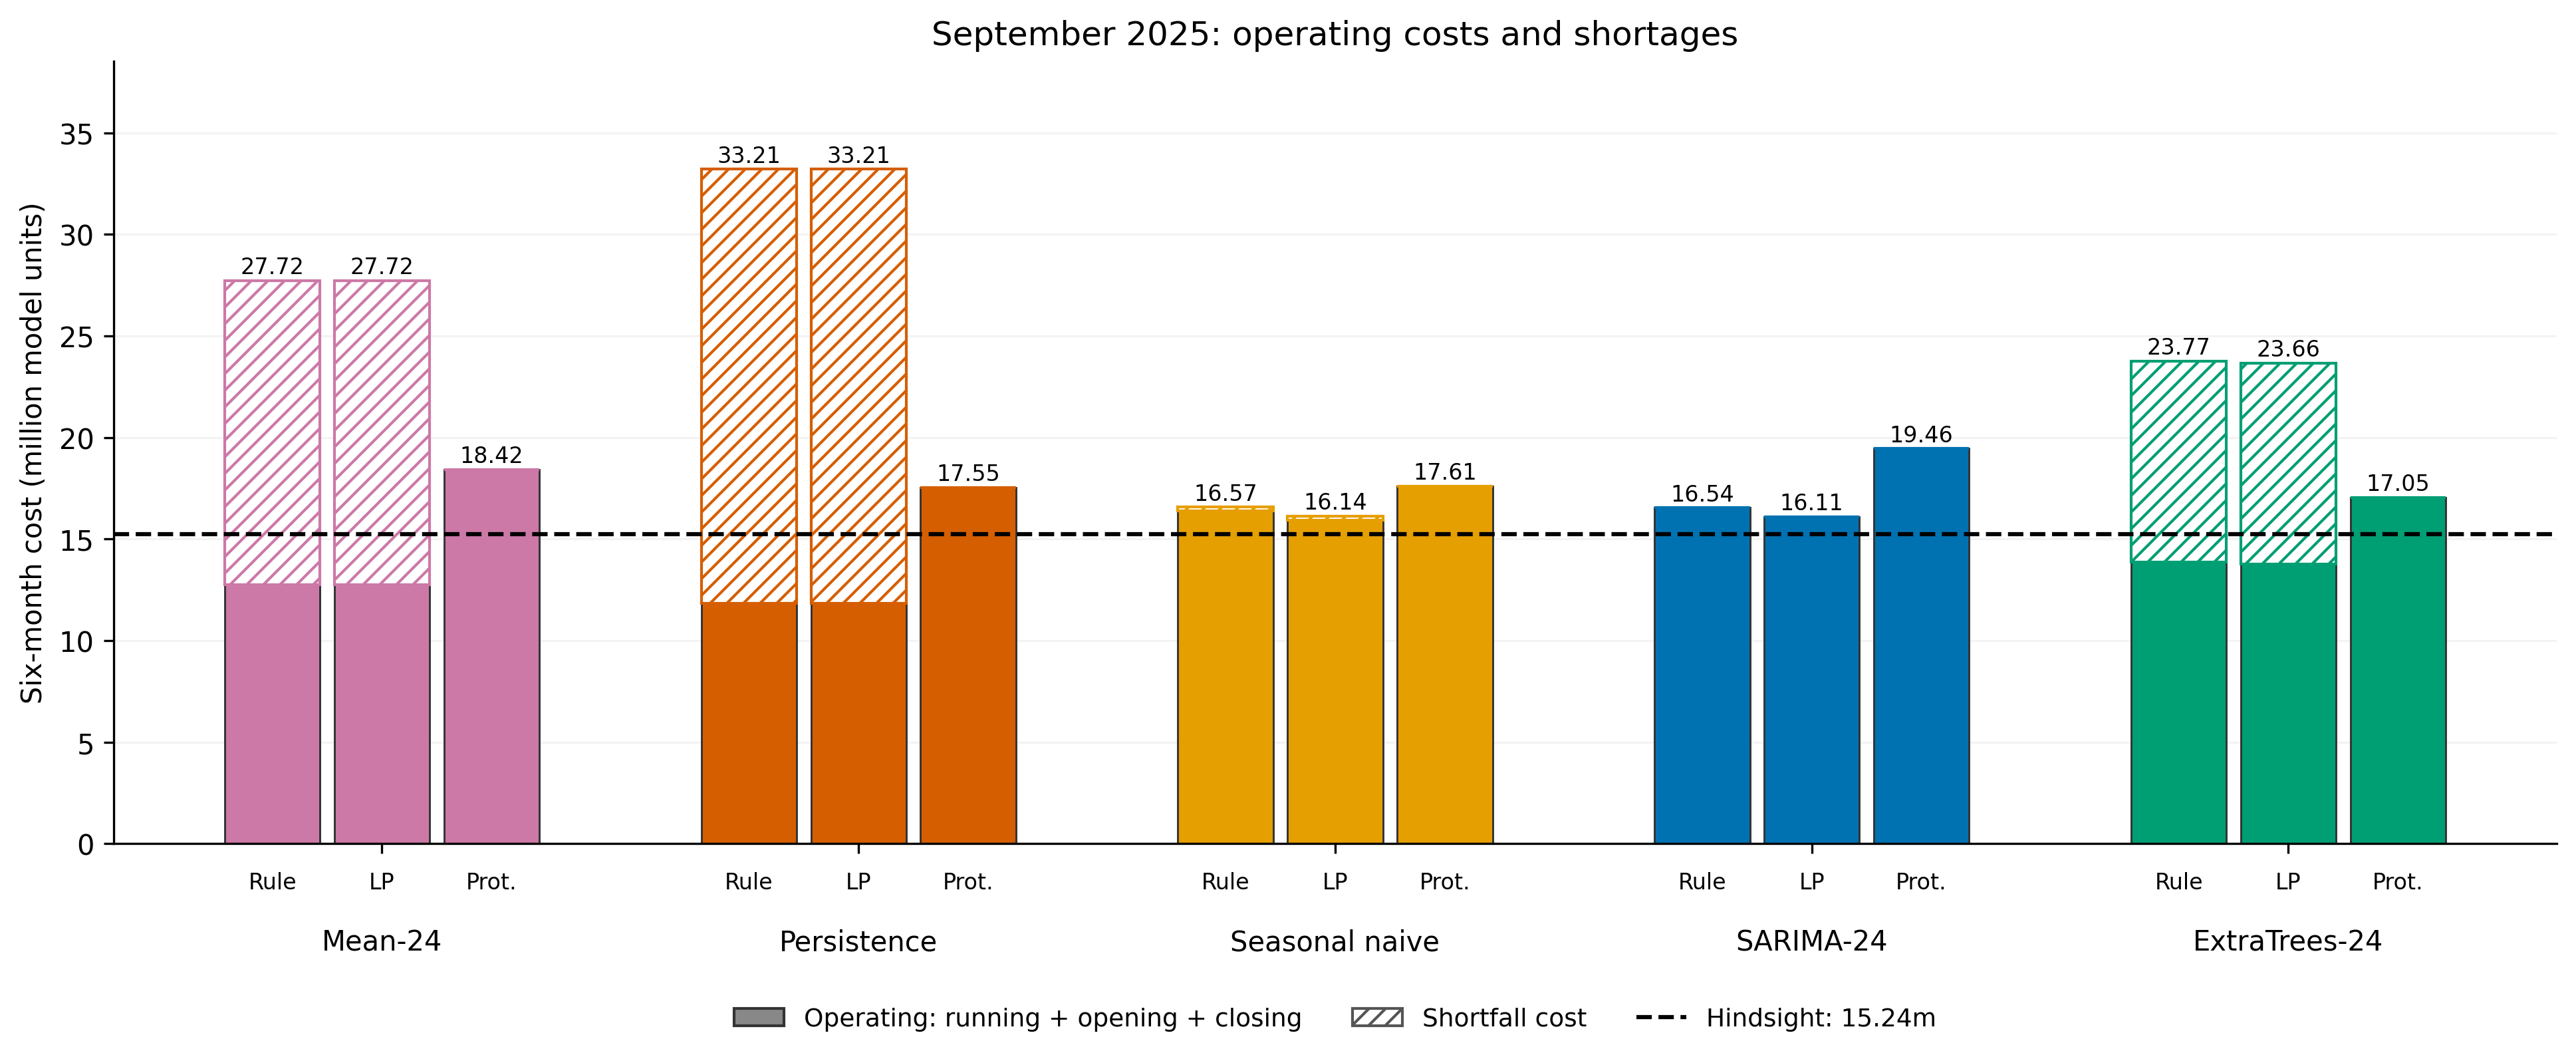 September 2025: operating costs and shortages
Six-month cost (million model units)
35
30
25
20
15
10
5
0
27.72 27.72 18.42
33.21 33.21 17.55
16.57 16.14 17.61
16.54 16.11 19.46
23.77 23.66 17.05
Rule LP Prot. Rule LP Prot. Rule LP Prot. Rule LP Prot. Rule LP Prot.
Mean-24 Persistence Seasonal naive SARIMA-24 ExtraTrees-24
Operating: running + opening + closing Shortfall cost Hindsight: 15.24m